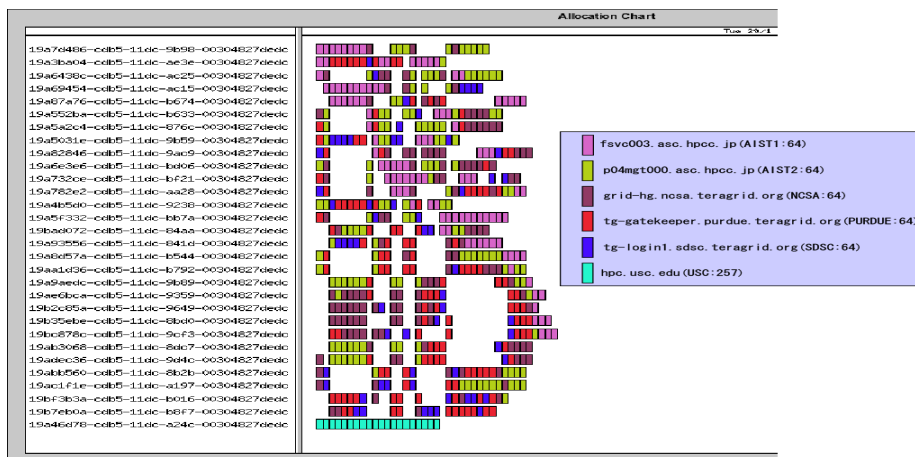 Allocation Chart
Tue 29/1
19a7d486-cdb5-11dc-9b98-00304827dedc
19a3ba04-cdb5-11dc-ae3e-00304827dedc
19a6438c-cdb5-11dc-ac25-00304827dedc
19a69454-cdb5-11dc-ac15-00304827dedc
19a87a76-cdb5-11dc-b674-00304827dedc
19a552ba-cdb5-11dc-b633-00304827dedc
19a5a2c4-cdb5-11dc-876c-00304827dedc
19a5031e-cdb5-11dc-9b59-00304827dedc
19a82846-cdb5-11dc-9ac9-00304827dedc
19a6e3e6-cdb5-11dc-bd06-00304827dedc
19a732ce-cdb5-11dc-bf21-00304827dedc
19a782e2-cdb5-11dc-aa28-00304827dedc
19a4b5d0-cdb5-11dc-9238-00304827dedc
19a5f332-cdb5-11dc-bb7a-00304827dedc
19bad072-cdb5-11dc-84aa-00304827dedc
19a93556-cdb5-11dc-841d-00304827dedc
19a8d57a-cdb5-11dc-b544-00304827dedc
19aa1d36-cdb5-11dc-b792-00304827dedc
19a9aedc-cdb5-11dc-9b89-00304827dedc
19ae6bca-cdb5-11dc-9359-00304827dedc
19b2c85a-cdb5-11dc-9649-00304827dedc
19b35ebe-cdb5-11dc-8bd0-00304827dedc
19bc878c-cdb5-11dc-9cf3-00304827dedc
19ab3068-cdb5-11dc-8dc7-00304827dedc
19adec36-cdb5-11dc-9d4c-00304827dedc
19abb560-cdb5-11dc-8b2b-00304827dedc
19ac1f1e-cdb5-11dc-a197-00304827dedc
19bf3b3a-cdb5-11dc-b016-00304827dedc
19b7eb0a-cdb5-11dc-b8f7-00304827dedc
19a46d78-cdb5-11dc-a24c-00304827dedc
fsvc003.asc.hpcc.jp(AIST1:64)
p04mgt000.asc.hpcc.jp(AIST2:64)
grid-hg.ncsa.teragrid.org(NCSA:64)
tg-gatekeeper.purdue.teragrid.org(PURDUE:64)
tg-login1.sdsc.teragrid.org(SDSC:64)
hpc.usc.edu(USC:257)